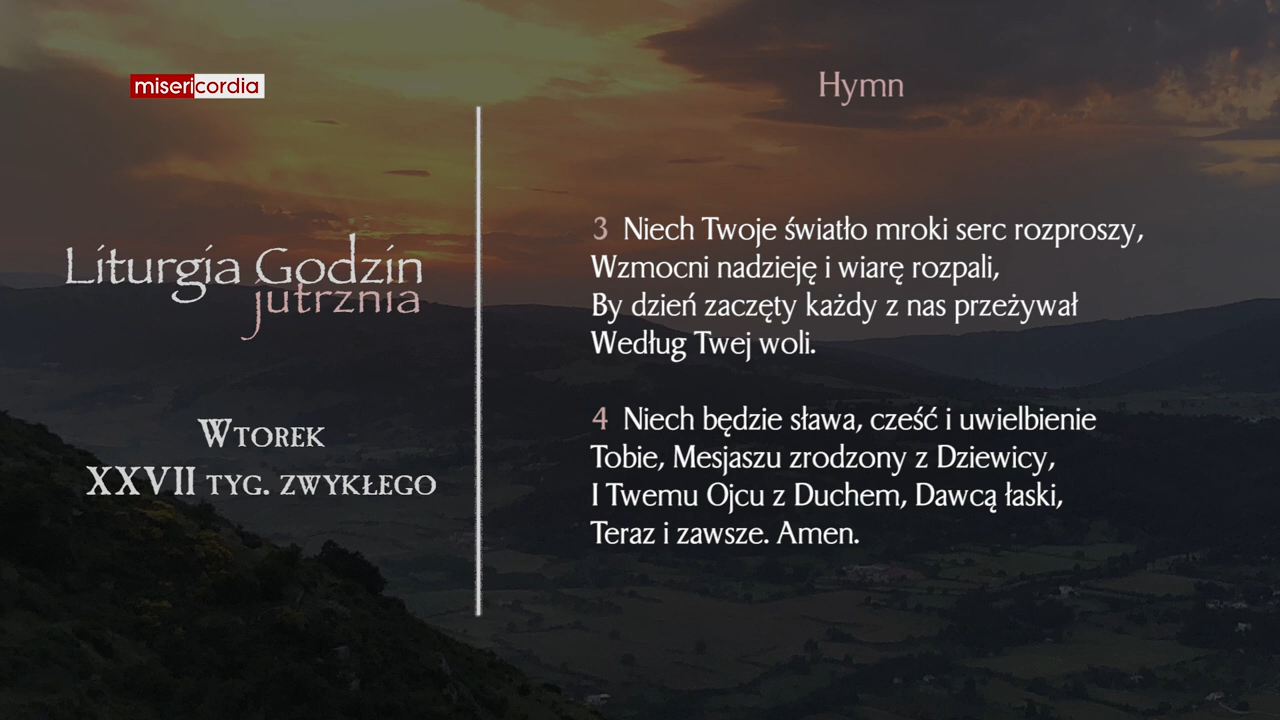 misericordia
Liturgia Godzin
jutrznia
Wtorek
XXVII tyg. zwykłego
Hymn
3 Niech Twoje światło mroki serc rozproszy,
Wzmocni nadzieję i wiarę rozpali,
By dzień zaczęty każdy z nas przeżywał
Według Twej woli.
4 Niech będzie sława, cześć i uwielbienie
Tobie, Mesjaszu zrodzony z Dziewicy,
I Twemu Ojcu z Duchem, Dawcą łaski,
Teraz i zawsze. Amen.